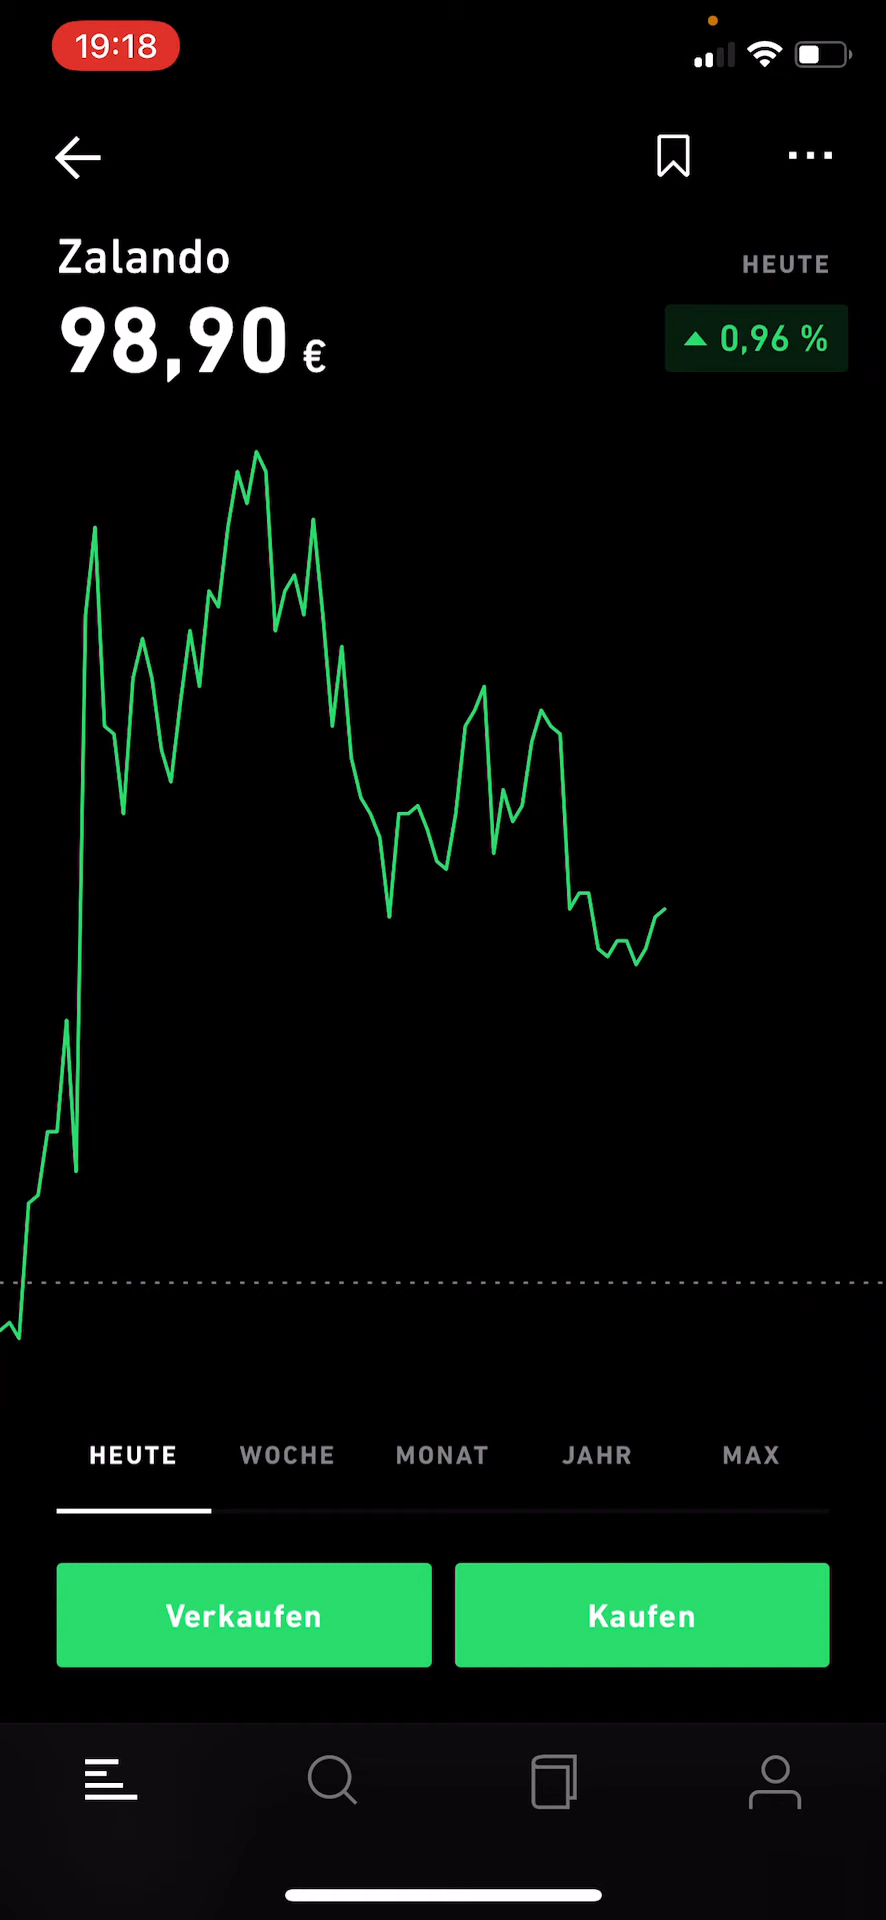 19:18
Zalando
HEUTE
98,90 €
0,96 %
HEUTE WOCHE MONAT JAHR MAX
Verkaufen Kaufen